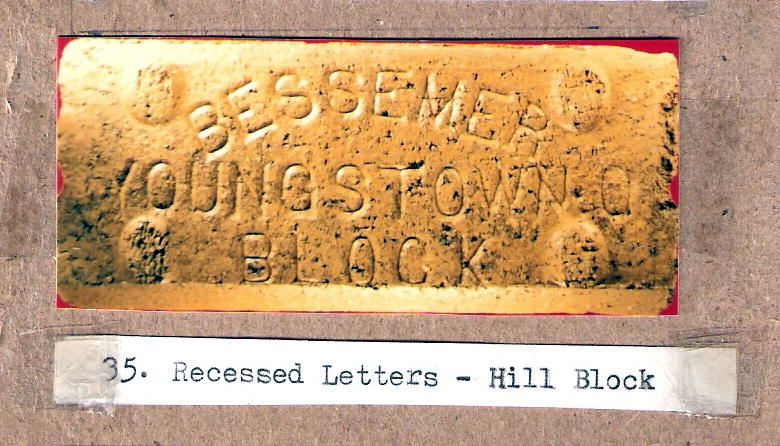 BESSEMER
YOUNGSTOWN O
BLOCK
35. Recessed Letters - Hill Block